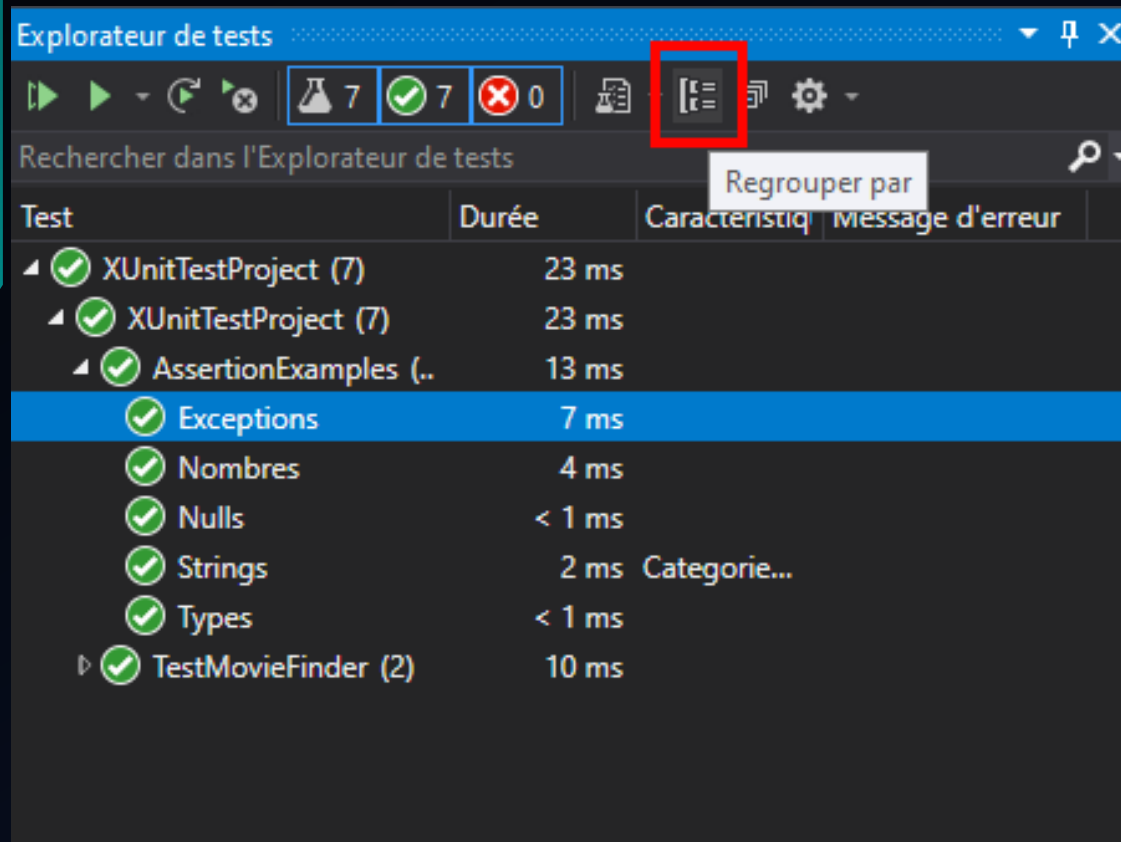 Explorateur de tests
7 7 0
Rechercher dans l'Explorateur de tests
Regrouper par
Test Durée Caractéristiq Message d'erreur
XUnitTestProject (7) 23 ms
XUnitTestProject (7) 23 ms
AssertionExamples (.. 13 ms
Exceptions 7 ms
Nombres 4 ms
Nulls < 1 ms
Strings 2 ms Categorie...
Types < 1 ms
TestMovieFinder (2) 10 ms